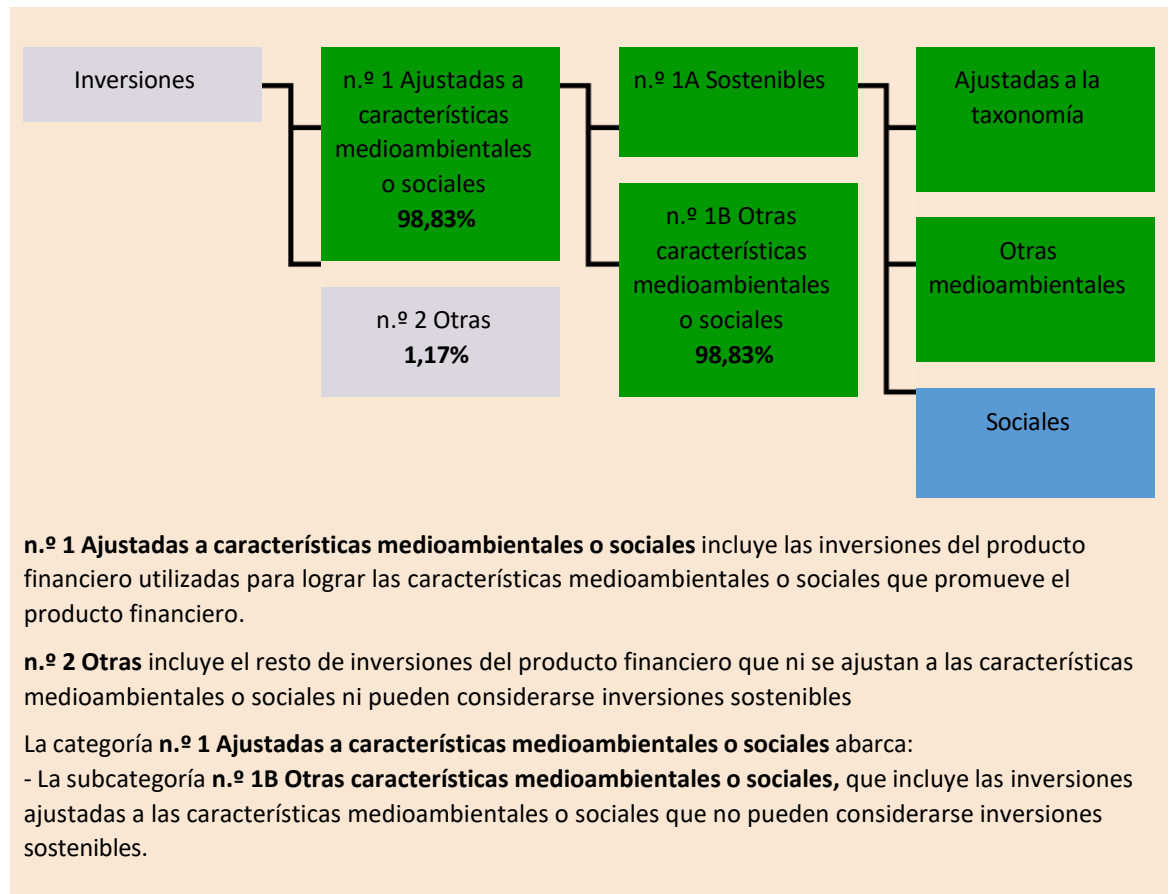 Inversiones
n.º 1 Ajustadas a
características
medioambientales
o sociales
98,83%
n.º 2 Otras
1,17%
n.º 1A Sostenibles
n.º 1B Otras
características
medioambientales
o sociales
98,83%
Ajustadas a la
taxonomía
Otras
medioambientales
Sociales
n.º 1 Ajustadas a características medioambientales o sociales incluye las inversiones del producto
financiero utilizadas para lograr las características medioambientales o sociales que promueve el
producto financiero.
n.º 2 Otras incluye el resto de inversiones del producto financiero que ni se ajustan a las características
medioambientales o sociales ni pueden considerarse inversiones sostenibles
La categoría n.º 1 Ajustadas a características medioambientales o sociales abarca:
- La subcategoría n.º 1B Otras características medioambientales o sociales, que incluye las inversiones
ajustadas a las características medioambientales o sociales que no pueden considerarse inversiones
sostenibles.